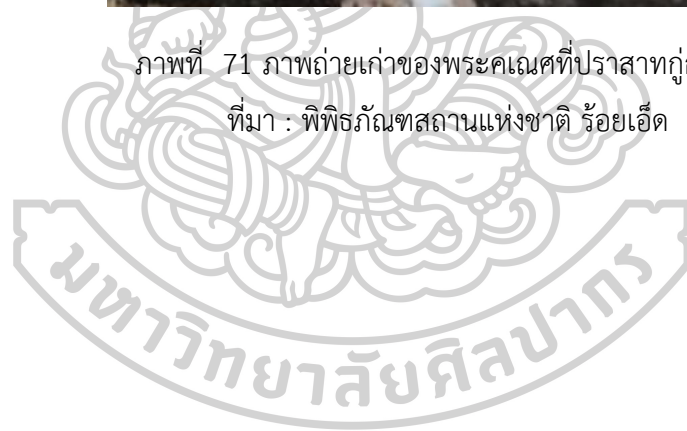 ภาพที่ 71 ภาพถ่ายเก่าของพระคเณศที่ปราสาท
ที่มา : พิพิธภัณฑสถานแห่งชาติ ร้อยเอ็ด
มหาวิทยาลัยศิลปากร